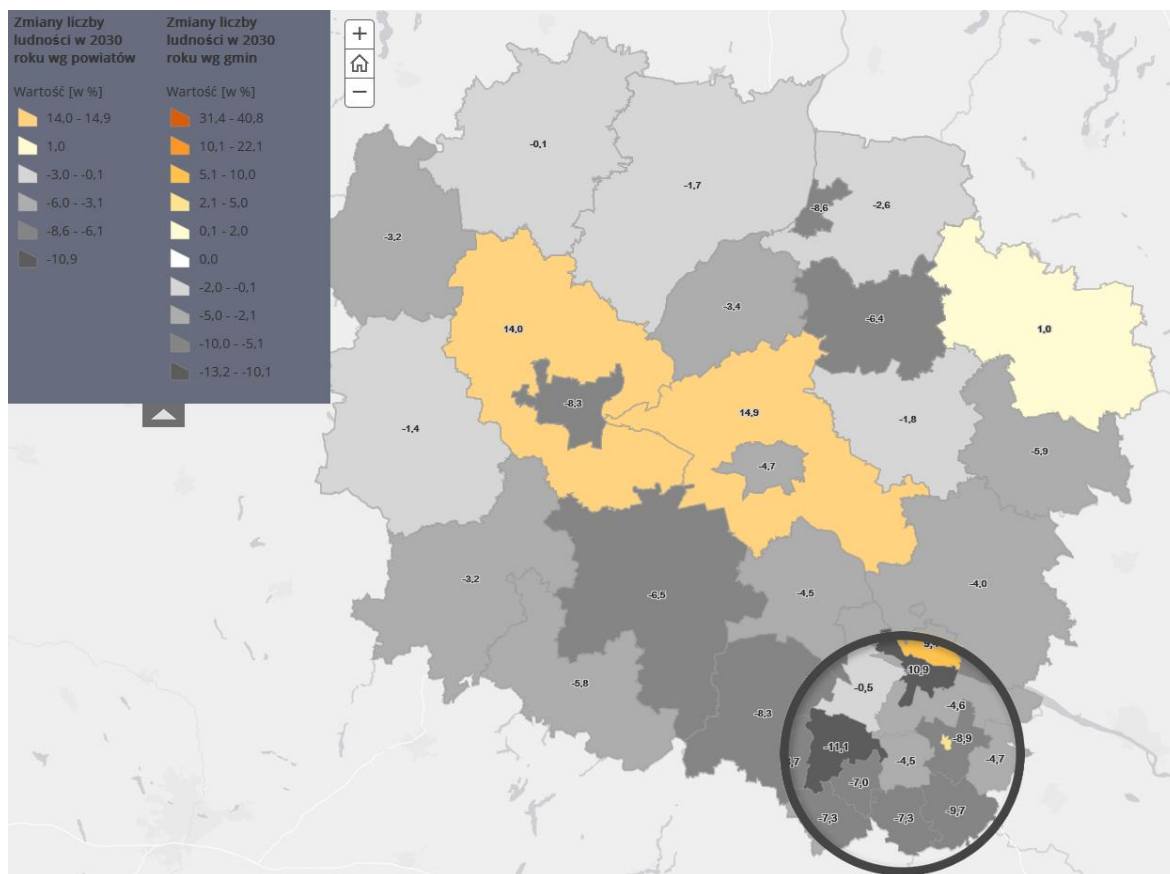 Zmiany liczby
ludności w 2030
roku wg powiatów
Wartość [w %]
14,0 - 14,9
1,0
-3,0 - -0,1
-6,0 - -3,1
-8,6 - -6,1
-10,9
Zmiany liczby
ludności w 2030
roku wg gmin
Wartość [w %]
31,4 - 40,8
10,1 - 22,1
5,1 - 10,0
2,1 - 5,0
0,1 - 2,0
0,0
-2,0 - -0,1
-5,0 - -2,1
-10,0 - -5,1
-13,2 - -10,1
+
−
-0,1
-1,7
-8,6
-2,6
-3,2
-3,4
-6,4
14,0
1,0
-8,3
14,9
-1,8
-1,4
-4,7
-5,9
-3,2
-6,5
-4,5
-4,0
-5,8
-8,3
-10,9
-0,5
-4,6
-8,9
-11,1
-4,5
-4,7
-7,0
-7,3
-7,3
-9,7